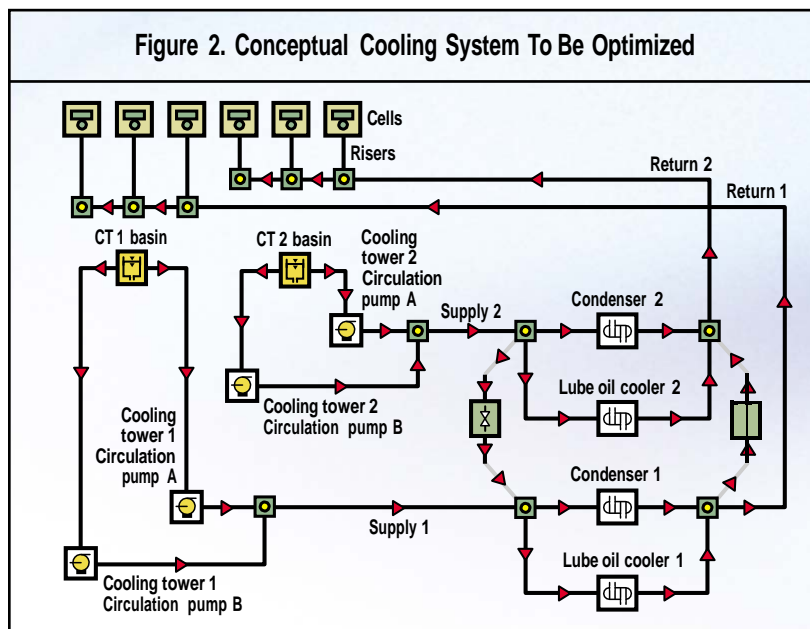 Figure 2. Conceptual Cooling System To Be Optimized
Cells
Risers
Return 2
Return 1
CT 1 basin
CT 2 basin
Cooling
tower 2
Circulation
pump A
Supply 2
Condenser 2
Lube oil cooler 2
Cooling tower 2
Circulation pump B
Cooling
tower 1
Circulation
pump A
Condenser 1
Supply 1
Lube oil cooler 1
Cooling tower 1
Circulation pump B